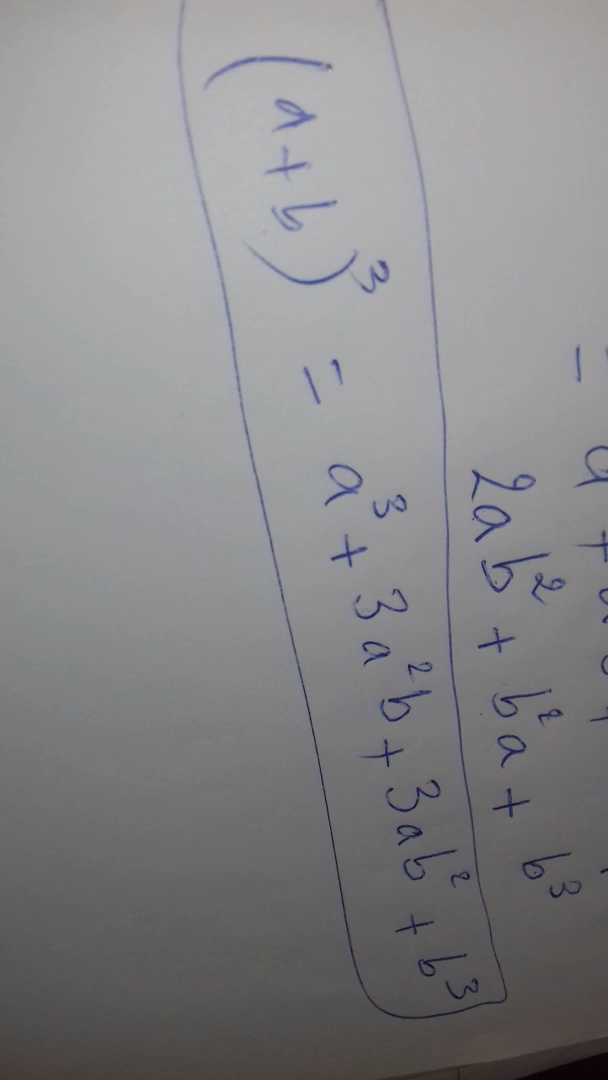 2ab² + b²a + b³
(a+b)³ = a³ + 3a²b + 3ab² + b³